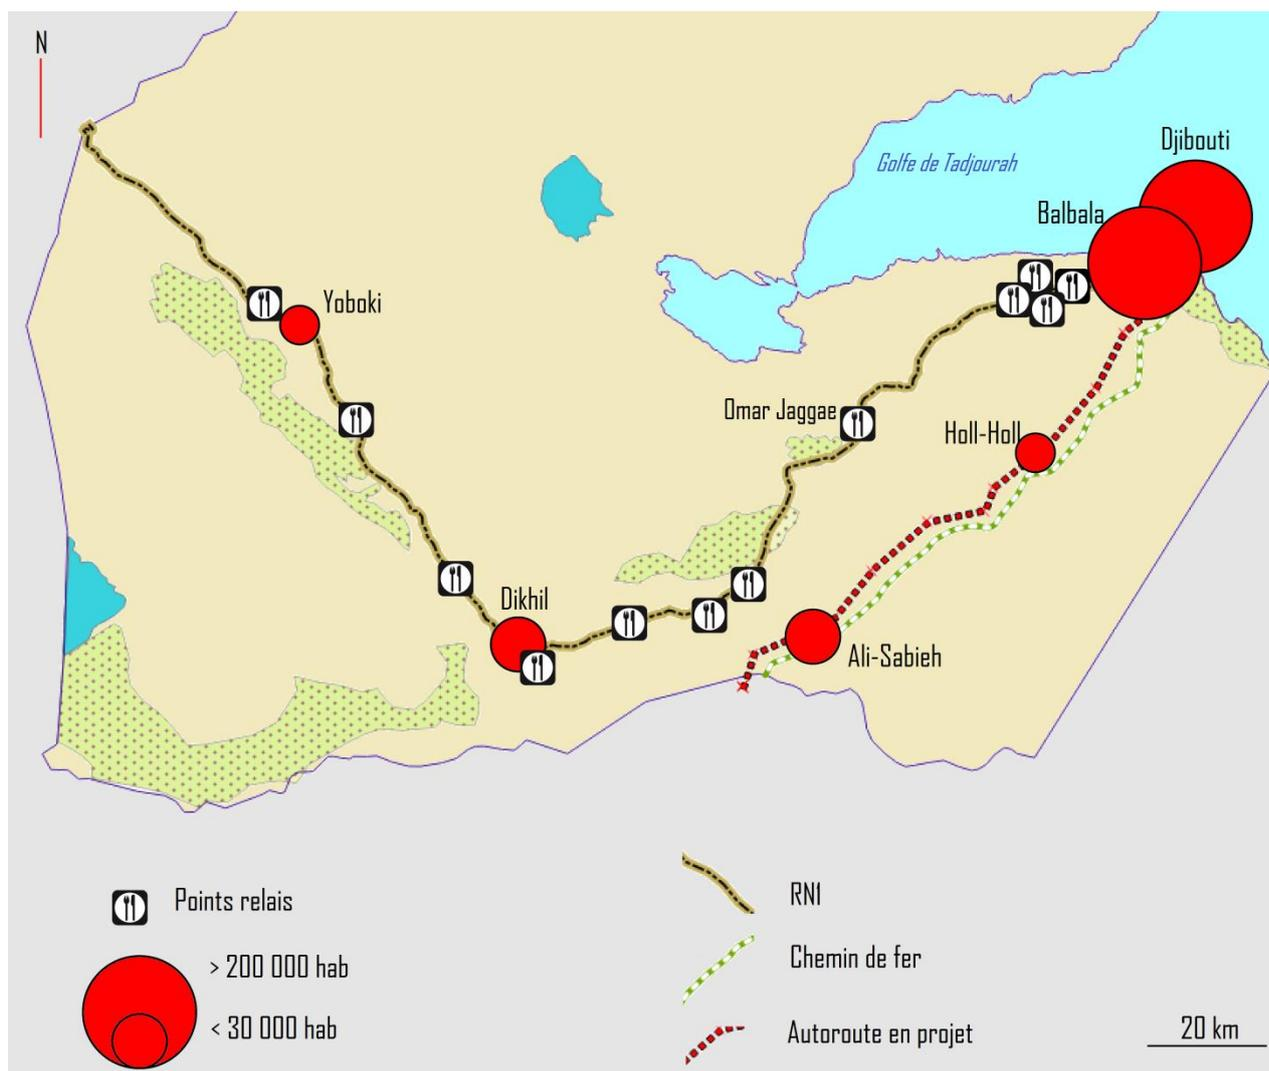 N
Djibouti
Golfe de Tadjourah
Balbala
Yoboki
Omar Jaggae
Holl-Holl
Dikhil
Ali-Sabieh
Points relais
> 200 000 hab
< 30 000 hab
RN1
Chemin de fer
Autoroute en projet
20 km